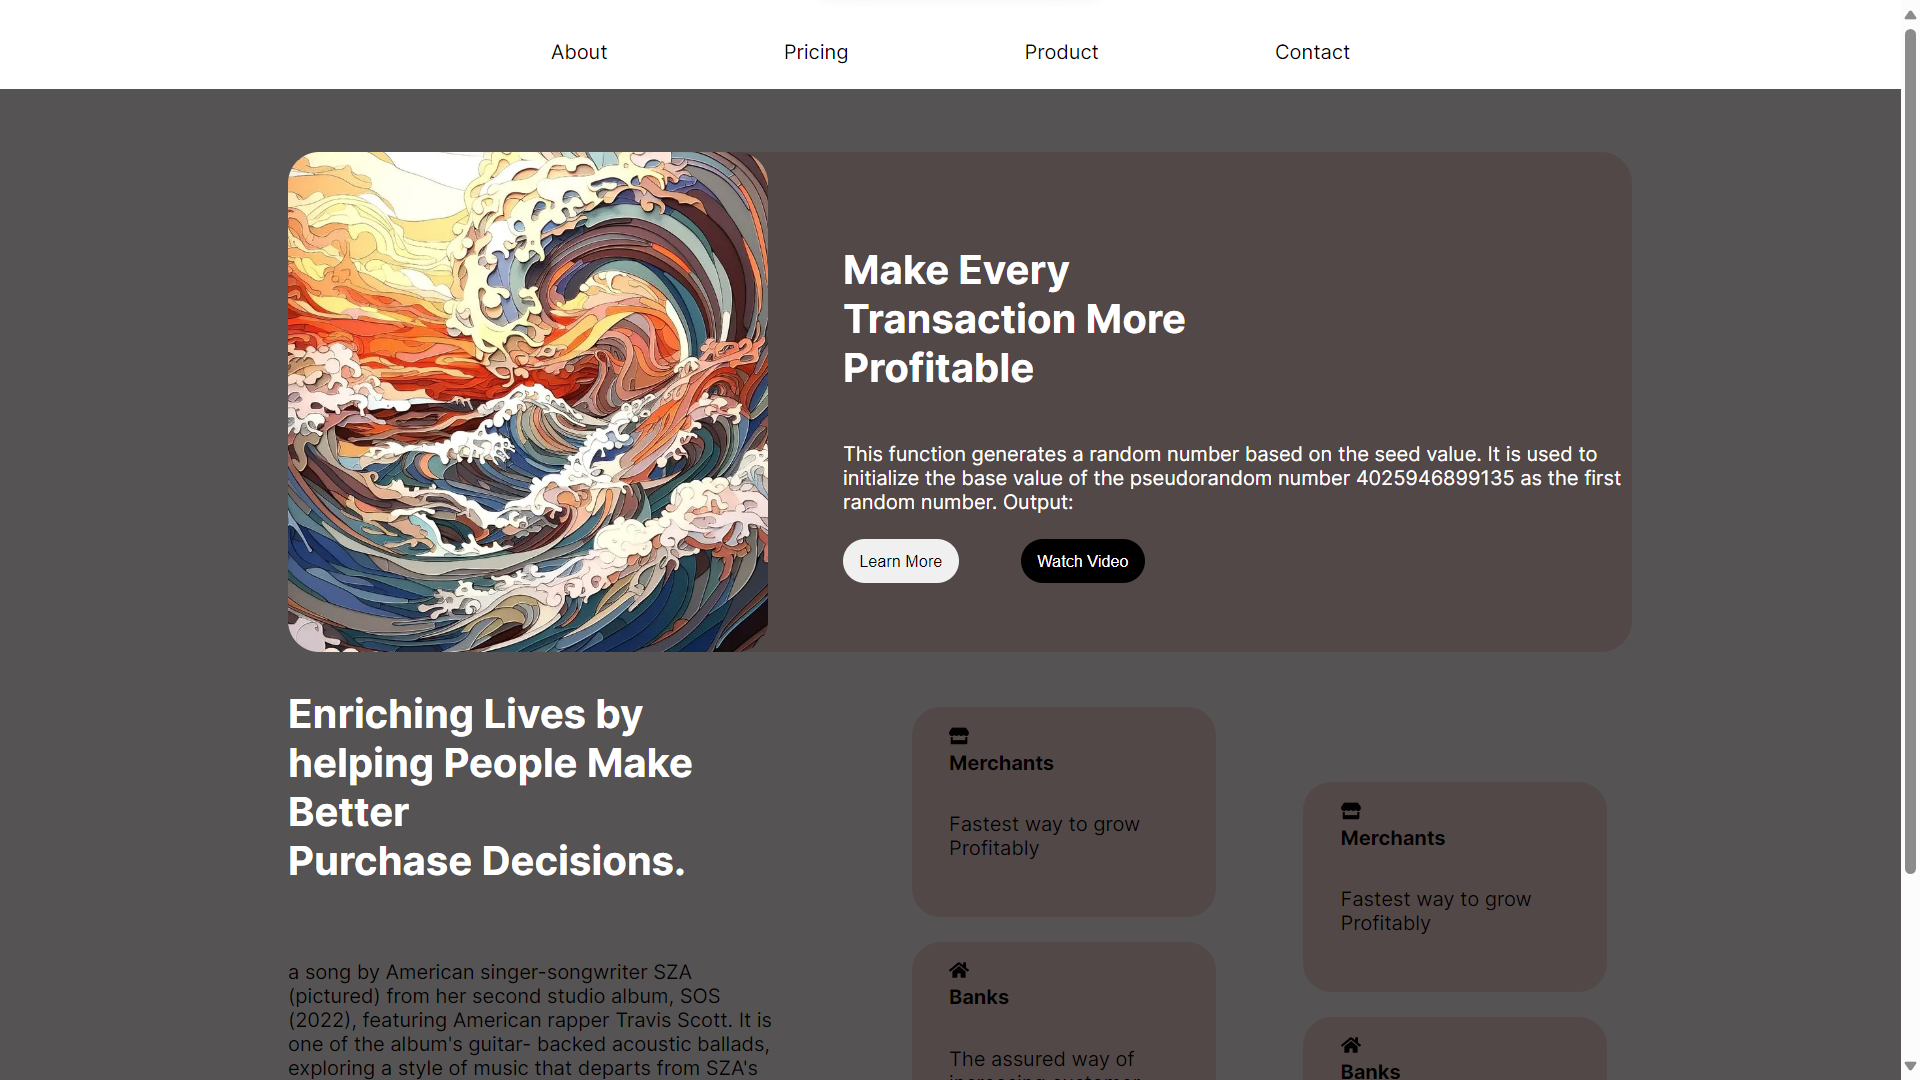 About
Pricing
Product
Contact
Make Every
Transaction More
Profitable
This function generates a random number based on the seed value. It is used to
initialize the base value of the pseudorandom number 4025946899135 as the first
random number. Output:
Learn More
Watch Video
Enriching Lives by
helping People Make
Better
Purchase Decisions.
a song by American singer-songwriter SZA
(pictured) from her second studio album, SOS
(2022), featuring American rapper Travis Scott. It is
one of the album's guitar- backed acoustic ballads,
exploring a style of music that departs from SZA's
Merchants
Fastest way to grow
Profitably
Banks
The assured way of
increasing customer
Merchants
Fastest way to grow
Profitably
Banks